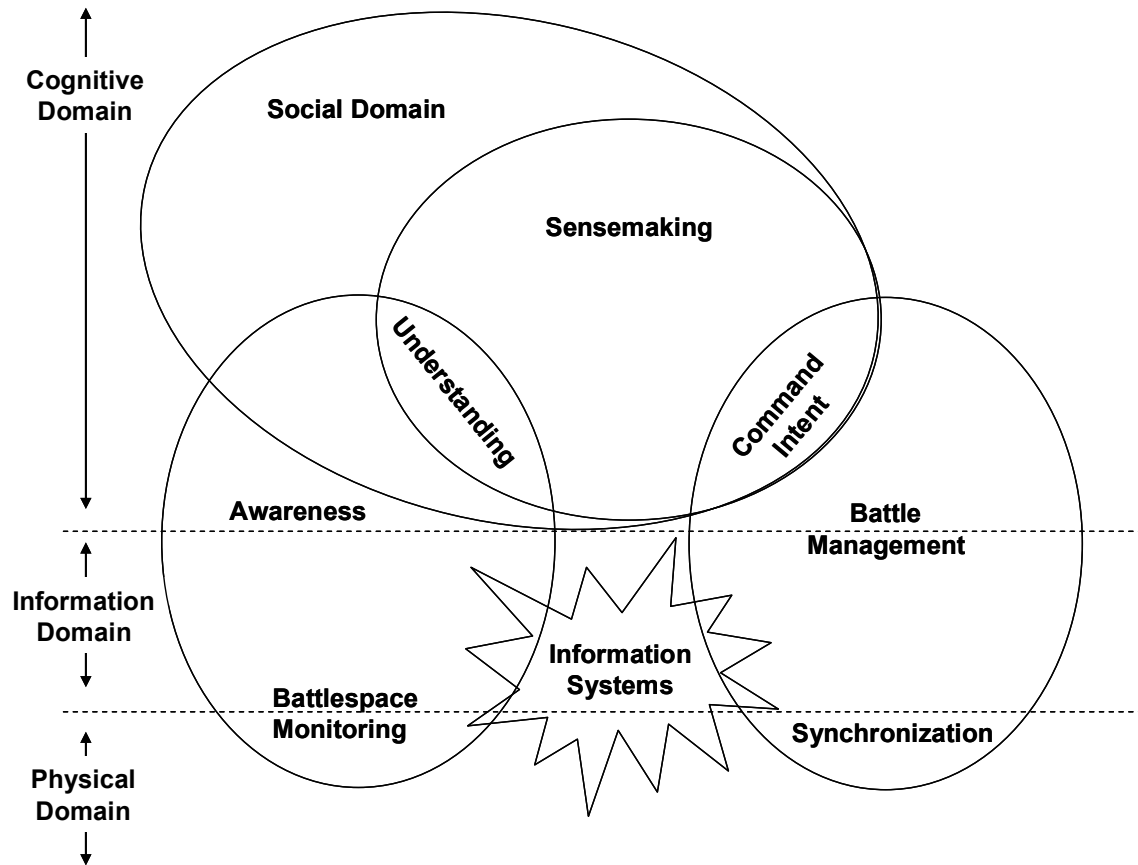 Cognitive
Domain
Social Domain
Sensemaking
Understanding
Command
Intent
Awareness
Battle
Management
Information
Domain
Information
Systems
Battlespace
Monitoring
Synchronization
Physical
Domain